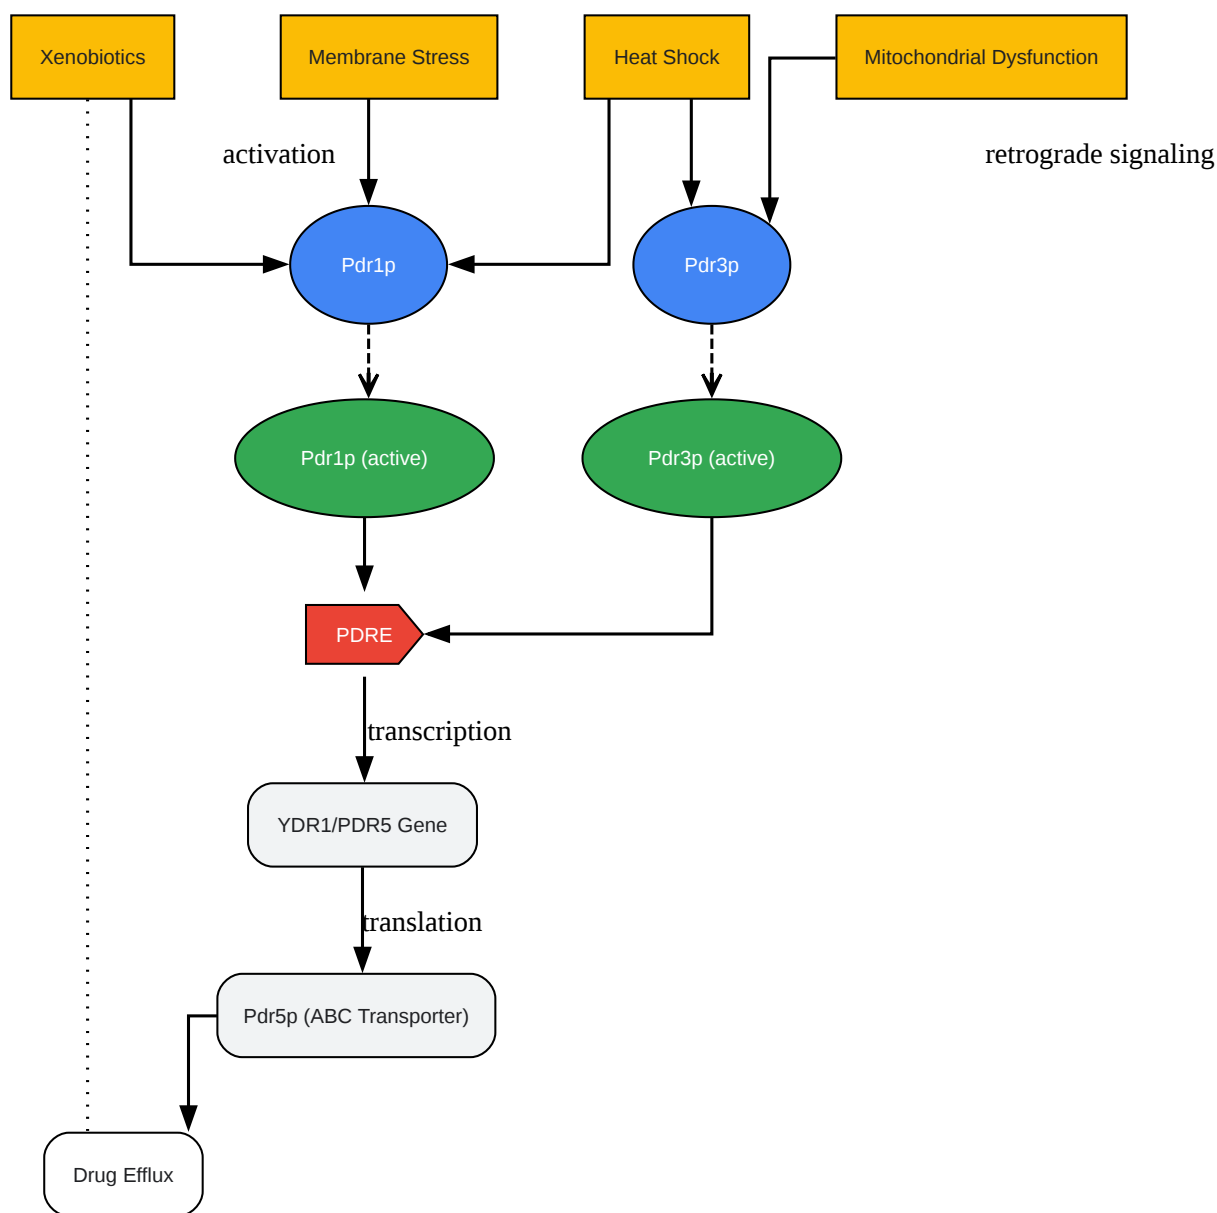 Xenobiotics
Membrane Stress
Heat Shock
Mitochondrial Dysfunction
activation
retrograde signaling
Pdr1p
Pdr3p
Pdr1p (active)
Pdr3p (active)
PDRE
transcription
YDR1/PDR5 Gene
translation
Pdr5p (ABC Transporter)
Drug Efflux